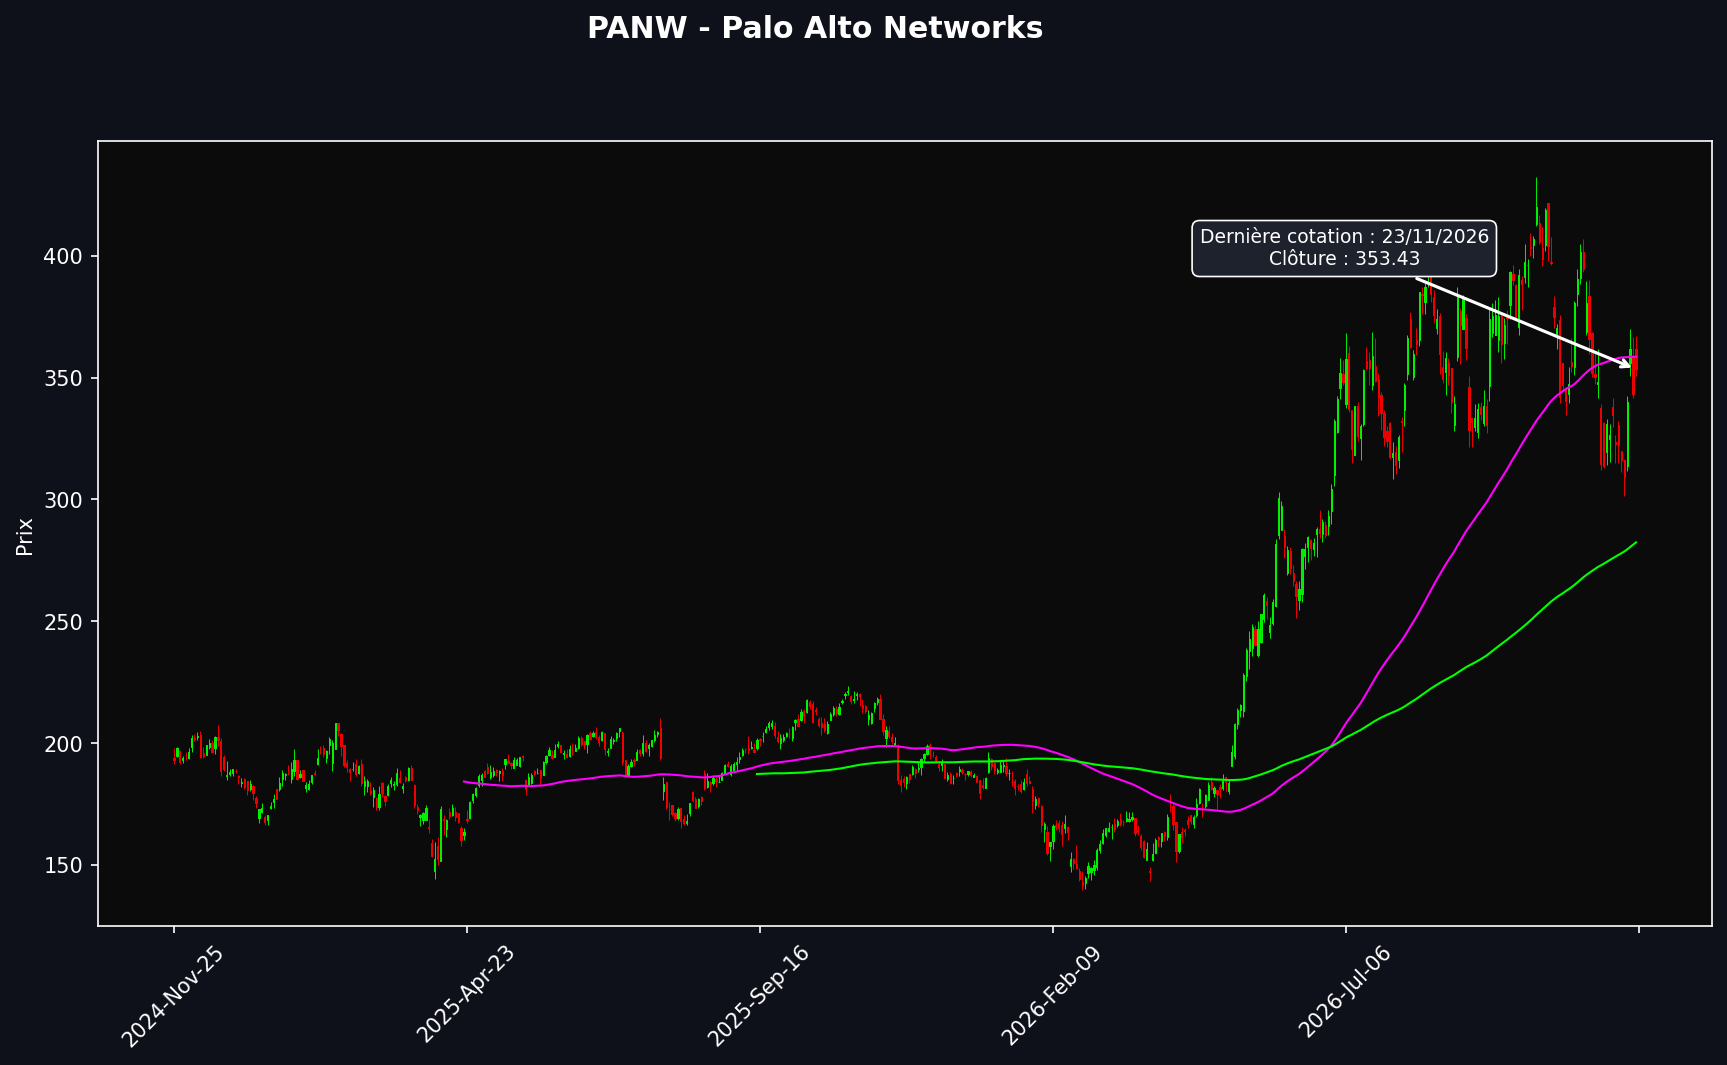 PANW - Palo Alto Networks
Dernière cotation : 23/11/2026
Clôture : 353.43
Prix
400
350
300
250
200
150
2024-Nov-25
2025-Apr-23
2025-Sep-16
2026-Feb-09
2026-Jul-06